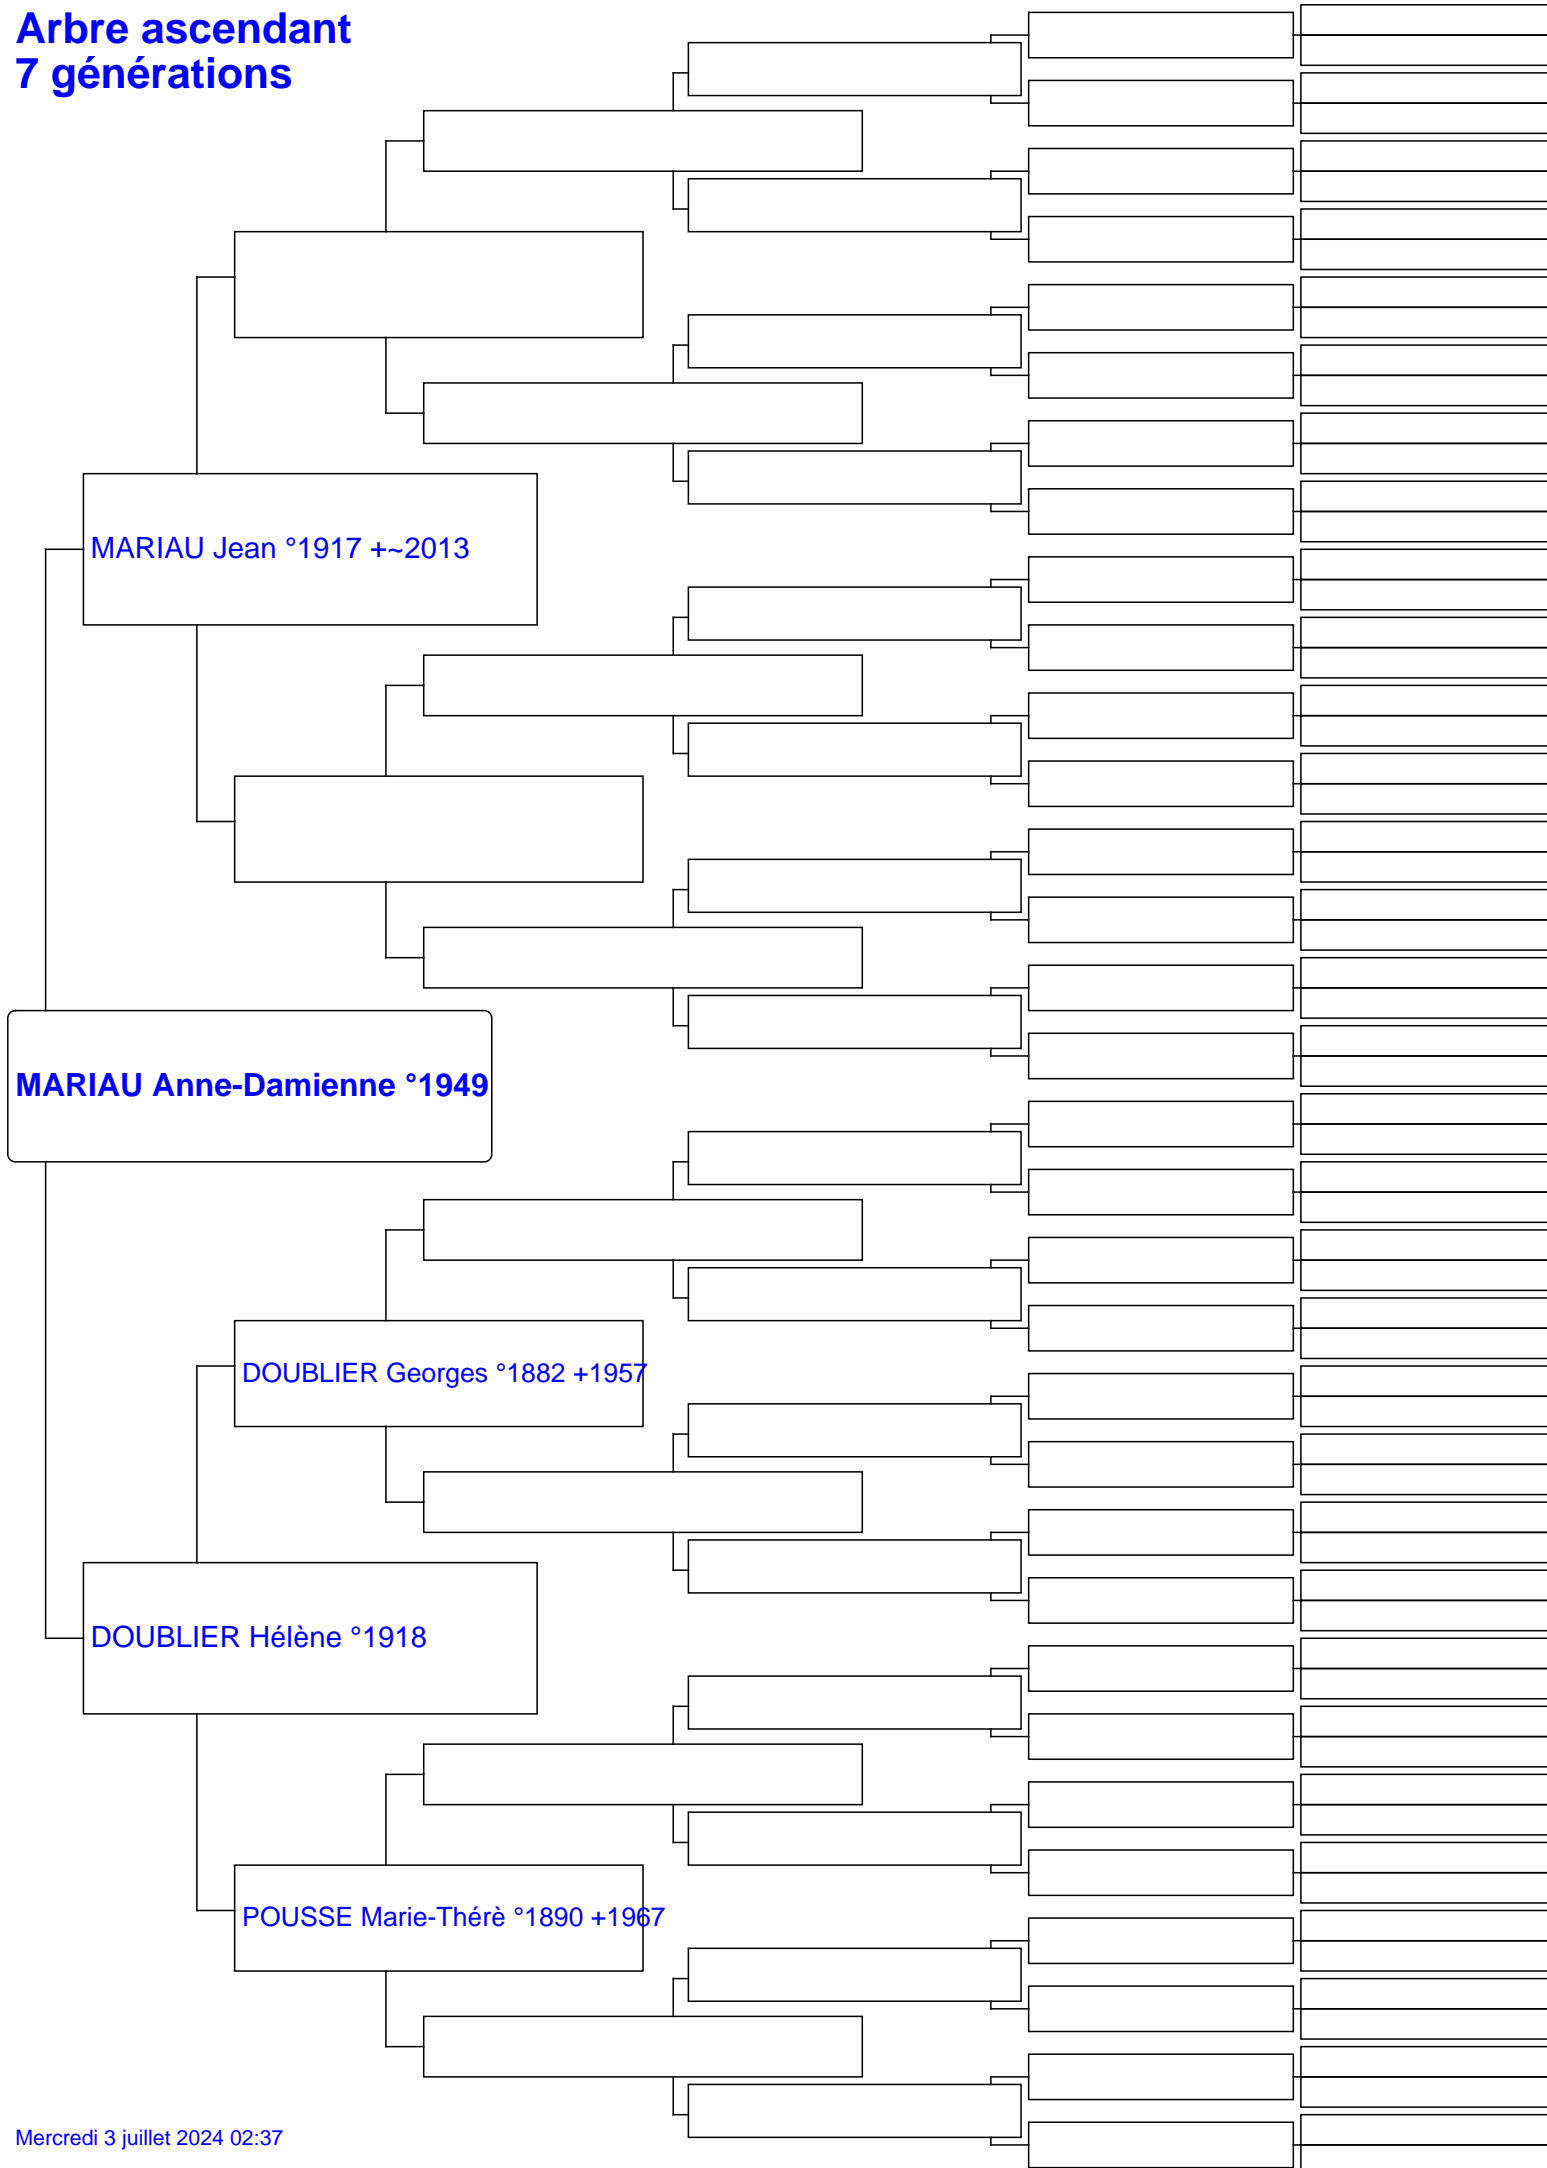 Arbre ascendant
7 générations
MARIAU Jean °1917 +~2013
MARIAU Anne-Damienne °1949
DOUBLIER Georges °1882 +1957
DOUBLIER Hélène °1918
POUSSE Marie-Thérè °1890 +1967
Mercredi 3 juillet 2024 02:37